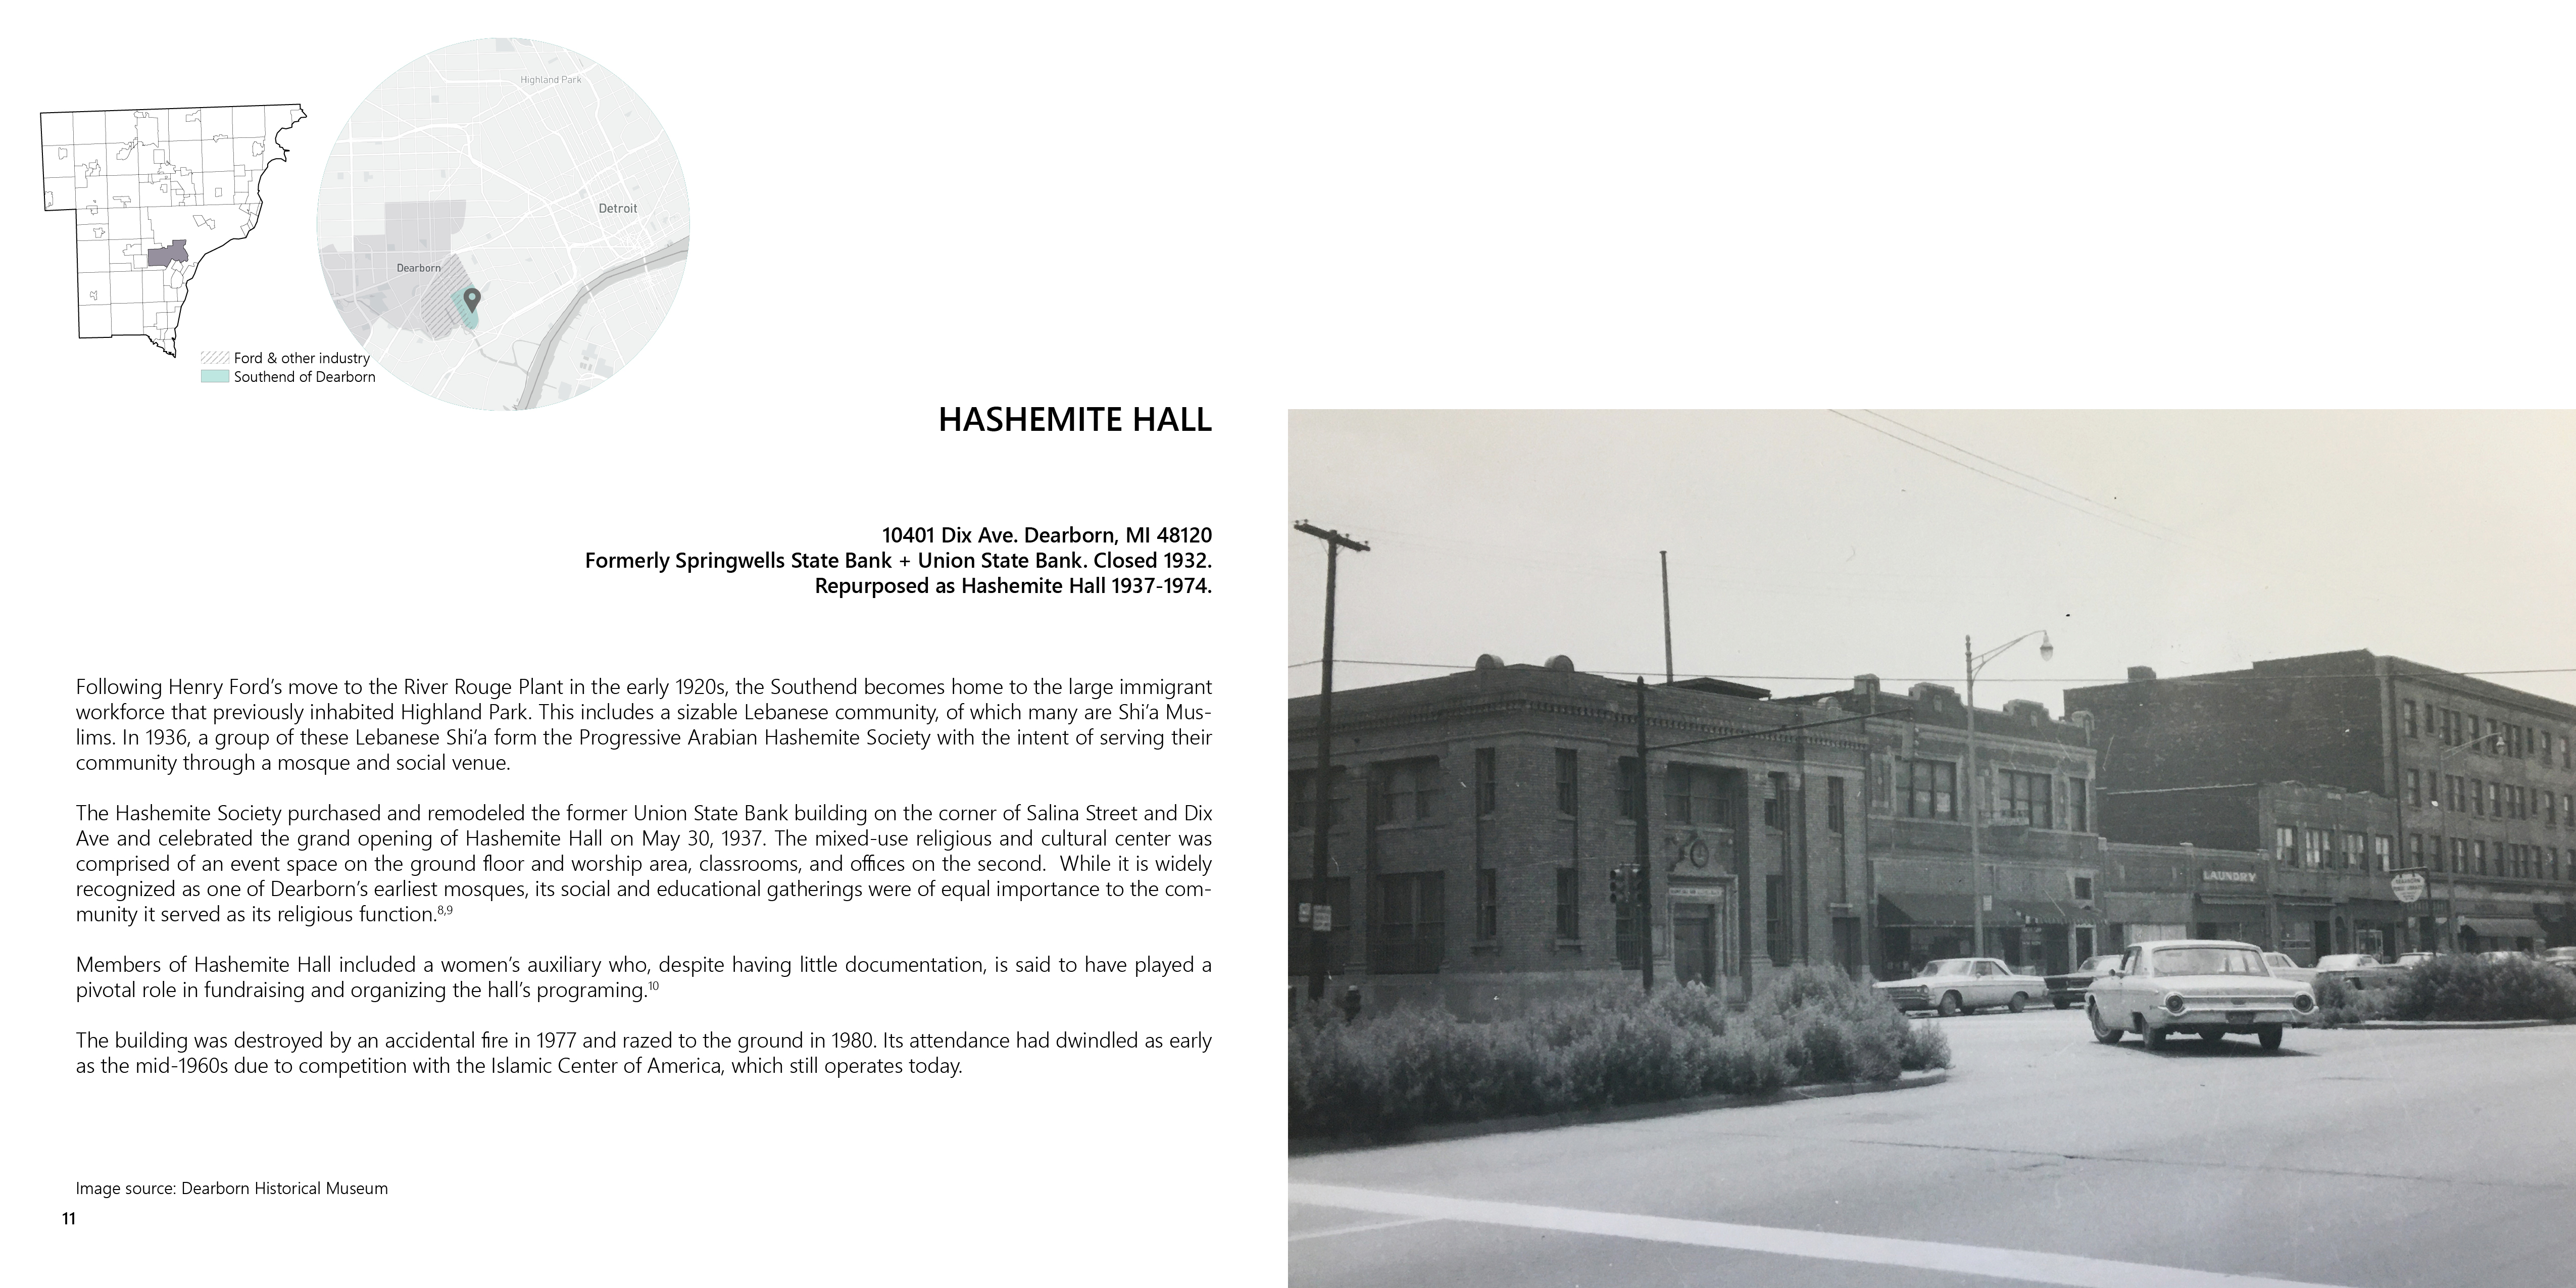 Highland Park
Detroit
Dearborn
Ford & other industry
Southend of Dearborn
HASHEMITE HALL
10401 Dix Ave. Dearborn, MI 48120
Formerly Springwells State Bank + Union State Bank. Closed 1932.
Repurposed as Hashemite Hall 1937-1974.
Following Henry Ford’s move to the River Rouge Plant in the early 1920s, the Southend becomes home to the large immigrant
workforce that previously inhabited Highland Park. This includes a sizable Lebanese community, of which many are Shi’a Mus-
lims. In 1936, a group of these Lebanese Shi’a form the Progressive Arabian Hashemite Society with the intent of serving their
community through a mosque and social venue.
The Hashemite Society purchased and remodeled the former Union State Bank building on the corner of Salina Street and Dix
Ave and celebrated the grand opening of Hashemite Hall on May 30, 1937. The mixed-use religious and cultural center was
comprised of an event space on the ground floor and worship area, classrooms, and offices on the second.  While it is widely
recognized as one of Dearborn’s earliest mosques, its social and educational gatherings were of equal importance to the com-
munity it served as its religious function.8,9
Members of Hashemite Hall included a women’s auxiliary who, despite having little documentation, is said to have played a
pivotal role in fundraising and organizing the hall’s programing.10
The building was destroyed by an accidental fire in 1977 and razed to the ground in 1980. Its attendance had dwindled as early
as the mid-1960s due to competition with the Islamic Center of America, which still operates today.
Image source: Dearborn Historical Museum
11
LAUNDRY